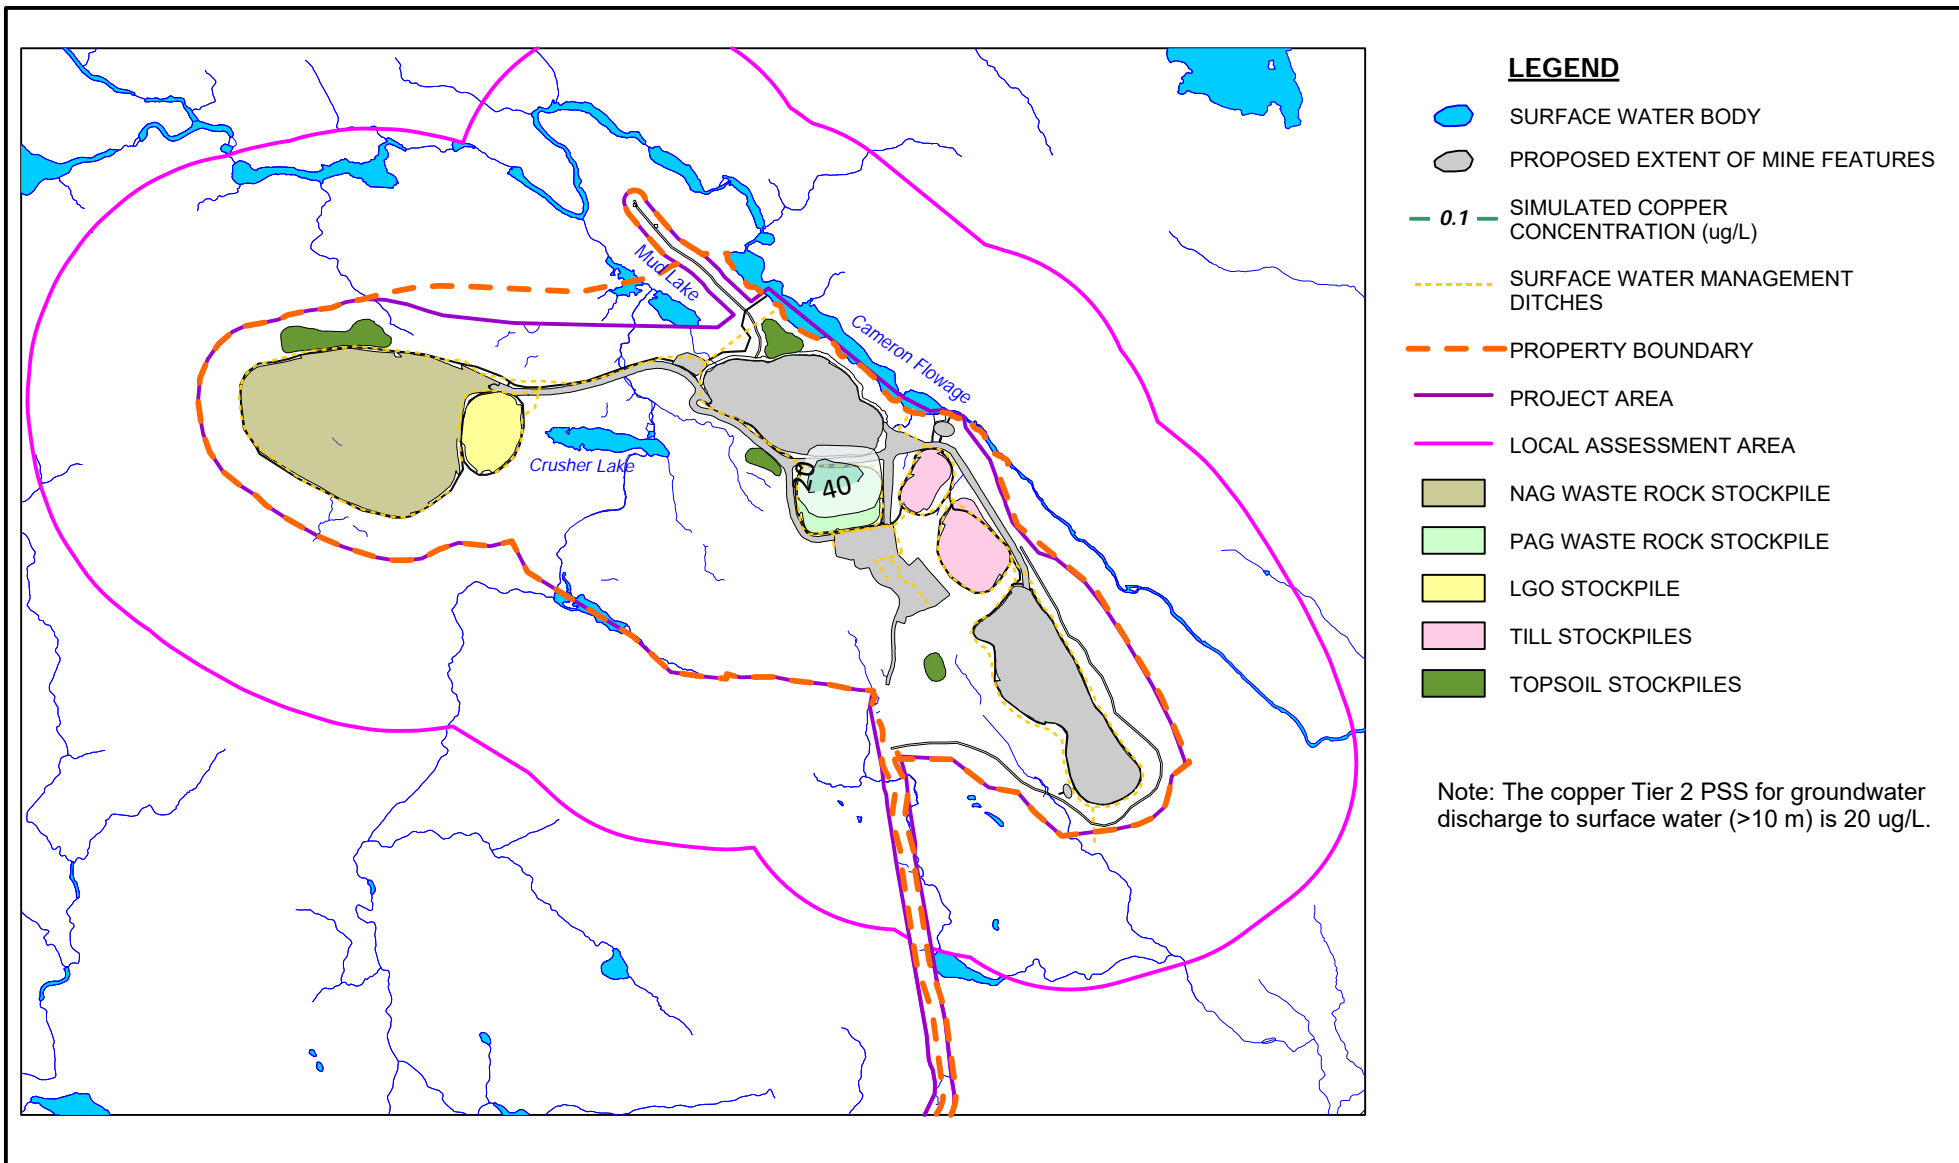 LEGEND
SURFACE WATER BODY
PROPOSED EXTENT OF MINE FEATURES
0.1
SIMULATED COPPER
CONCENTRATION (ug/L)
SURFACE WATER MANAGEMENT
DITCHES
PROPERTY BOUNDARY
PROJECT AREA
LOCAL ASSESSMENT AREA
NAG WASTE ROCK STOCKPILE
PAG WASTE ROCK STOCKPILE
LGO STOCKPILE
TILL STOCKPILES
TOPSOIL STOCKPILES
Note: The copper Tier 2 PSS for groundwater
discharge to surface water (>10 m) is 20 ug/L.
Mud Lake
Cameron Flowage
Crusher Lake
20
40